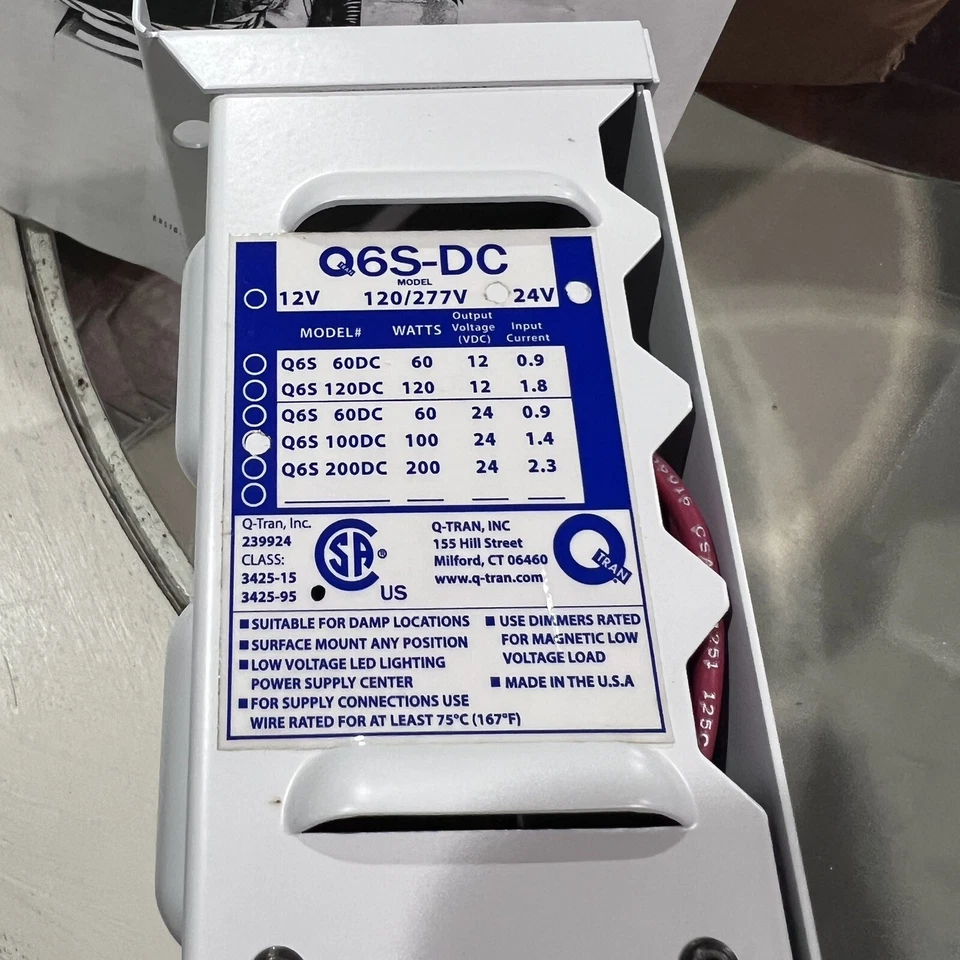 Q6S-DC
TRAN
MODEL
12V 120/277V 24V
MODEL# WATTS Output Voltage (VDC) Input Current
Q6S 60DC 60 12 0.9
Q6S 120DC 120 12 1.8
Q6S 60DC 60 24 0.9
Q6S 100DC 100 24 1.4
Q6S 200DC 200 24 2.3
Q-Tran, Inc.
239924
CLASS:
3425-15
3425-95
SA ®
US
Q-TRAN, INC
155 Hill Street
Milford, CT 06460
www.q-tran.com
Q TRAN
■ SUITABLE FOR DAMP LOCATIONS
■ SURFACE MOUNT ANY POSITION
■ LOW VOLTAGE LED LIGHTING
POWER SUPPLY CENTER
■ FOR SUPPLY CONNECTIONS USE
WIRE RATED FOR AT LEAST 75°C (167°F)
■ USE DIMMERS RATED
FOR MAGNETIC LOW
VOLTAGE LOAD
■ MADE IN THE U.S.A
125C